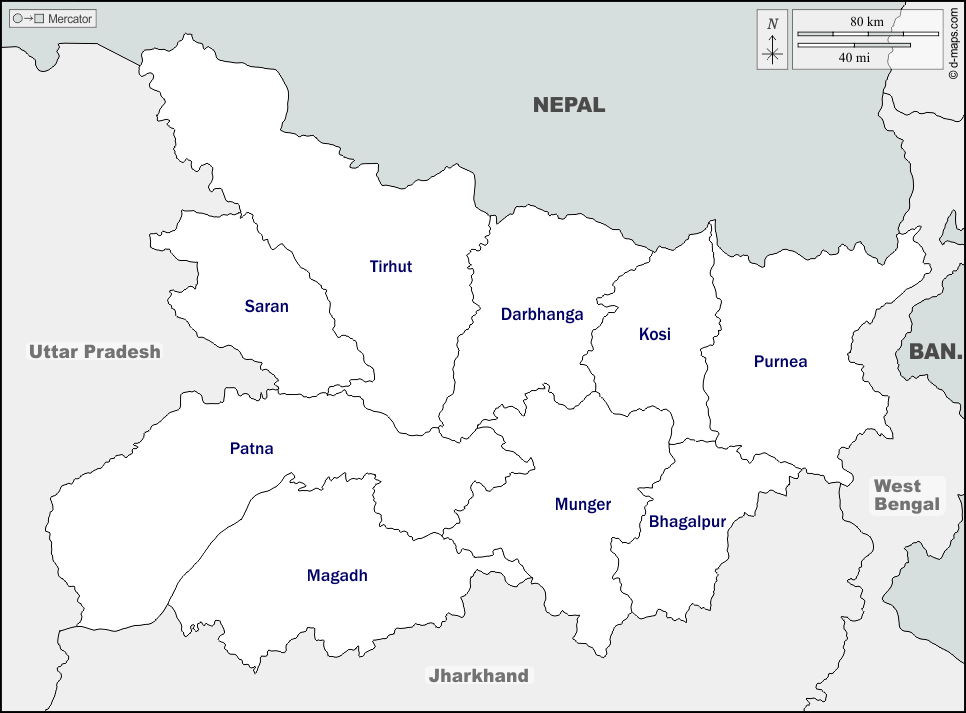 Mercator
N
80 km
40 mi
© d-maps.com
NEPAL
Tirhut
Saran
Darbhanga
Kosi
Uttar Pradesh
BAN.
Purnea
Patna
West
Bengal
Munger
Bhagalpur
Magadh
Jharkhand